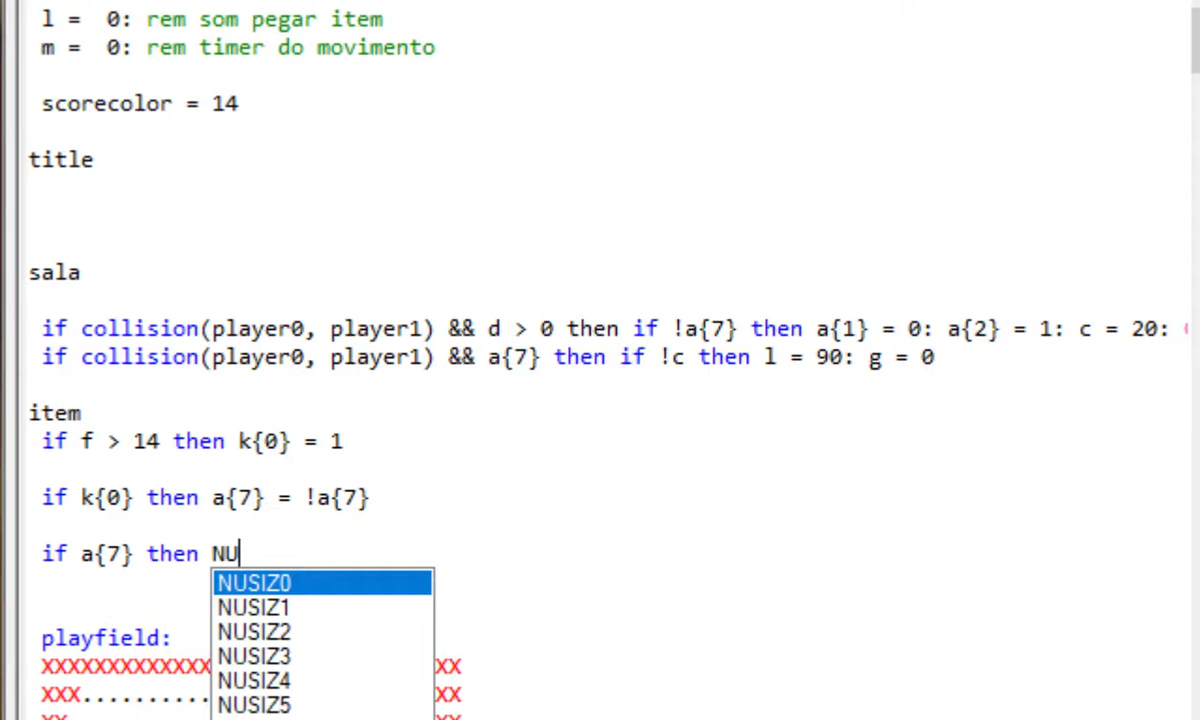 l =  0: rem som pegar item
m =  0: rem timer do movimento
scorecolor = 14
title
sala
if collision(player0, player1) && d > 0 then if !a{7} then a{1} = 0: a{2} = 1: c = 20:
if collision(player0, player1) && a{7} then if !c then l = 90: g = 0
item
if f > 14 then k{0} = 1
if k{0} then a{7} = !a{7}
if a{7} then NU
NUSIZ0
NUSIZ1
NUSIZ2
NUSIZ3
NUSIZ4
NUSIZ5
playfield:
XXXXXXXXXXXXX XX
XXX.......... XX